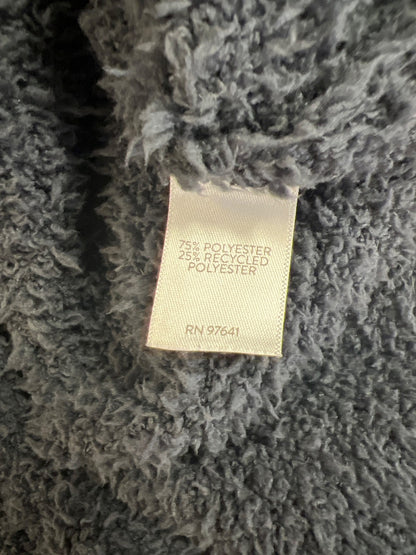 75% POLYESTER
25% RECYCLED
POLYESTER
RN 97641